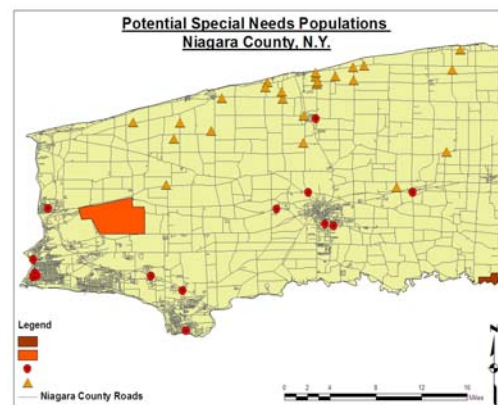 Potential Special Needs Populations
Niagara County, N.Y.
Legend
Niagara County Roads
N
0 2 4 8 12 16
Miles